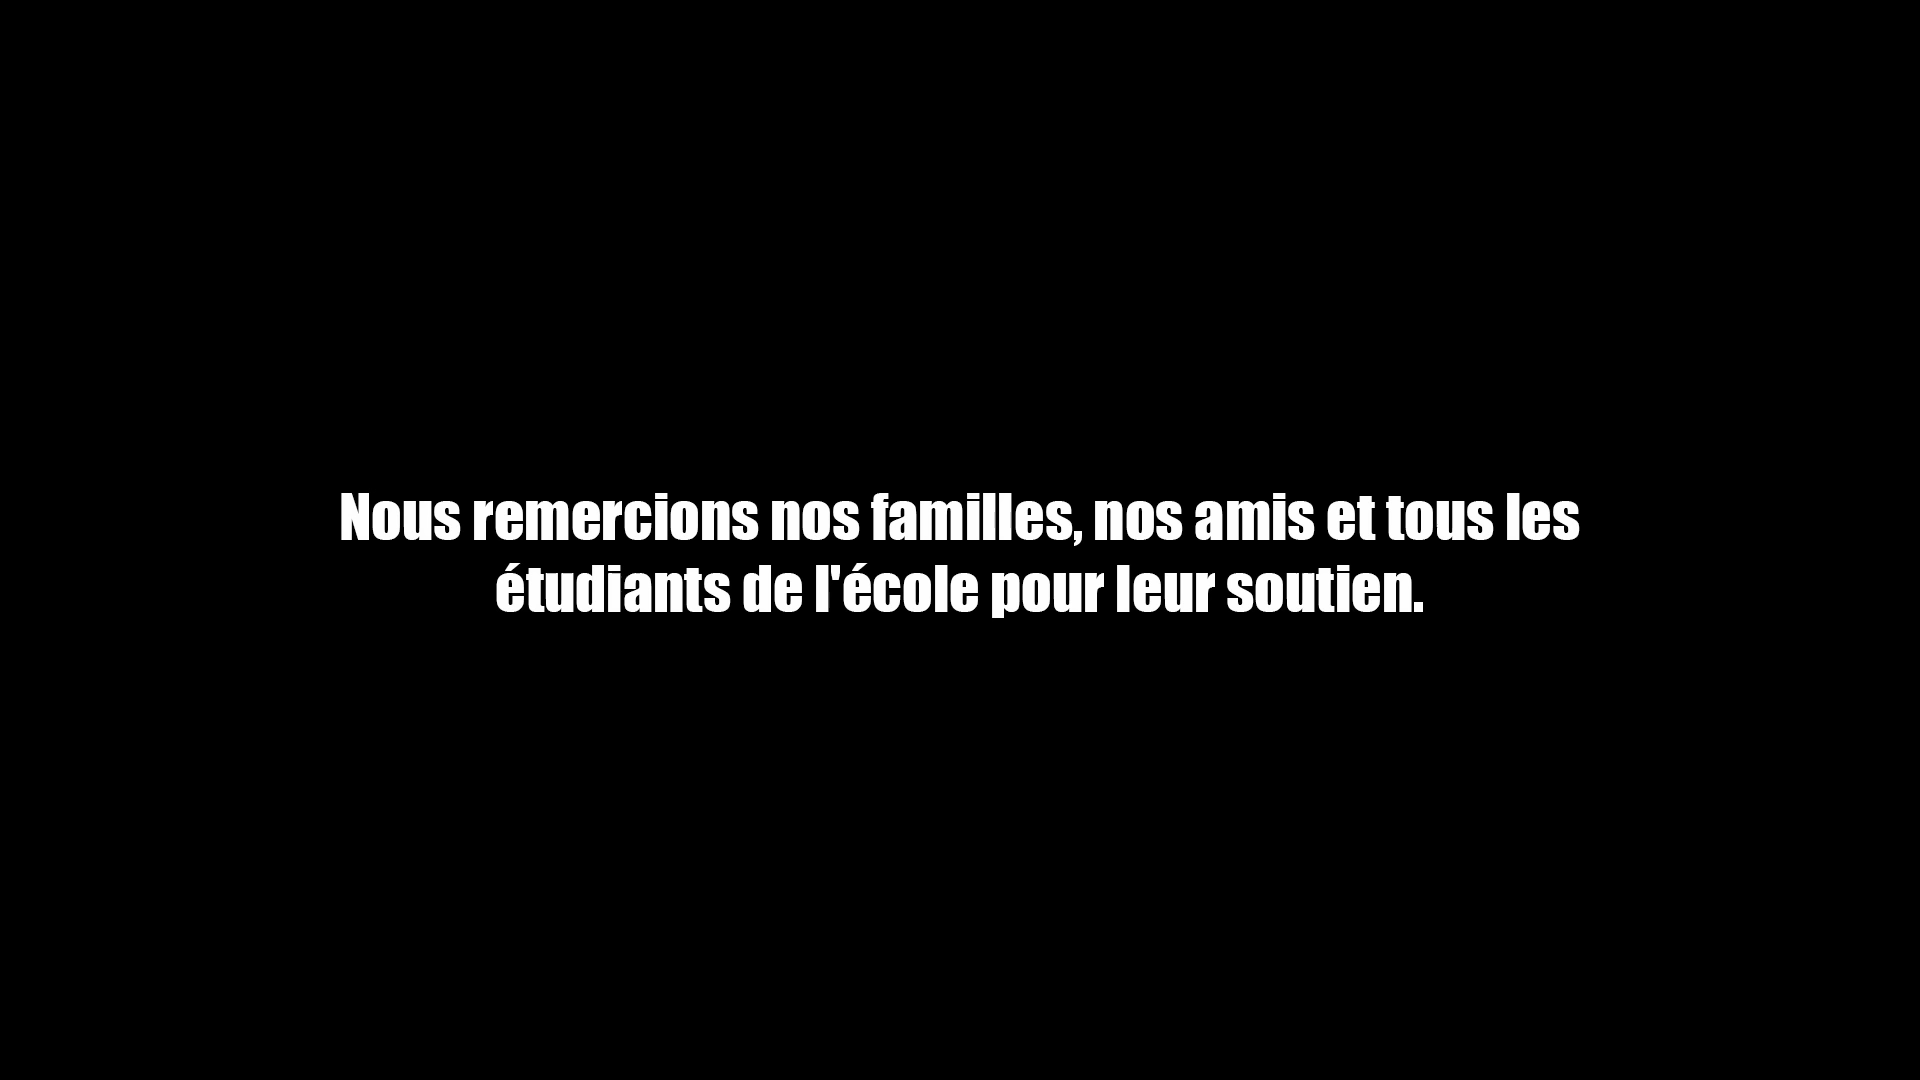 Nous remercions nos familles, nos amis et tous les
étudiants de l'école pour leur soutien.